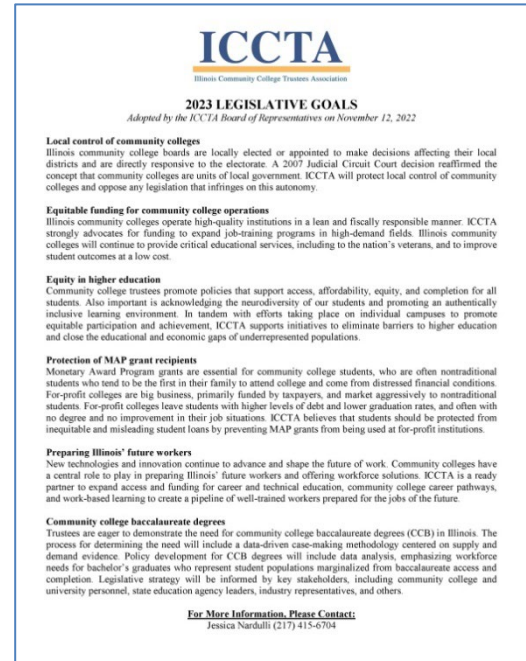 ICCTA
Illinois Community College Trustees Association
2023 LEGISLATIVE GOALS
Adopted by the ICCTA Board of Representatives on November 12, 2022
Local control of community colleges
Illinois community college boards are locally elected or appointed to make decisions affecting their local
districts and are directly responsive to the electorate. A 2007 Judicial Circuit Court decision reaffirmed the
concept that community colleges are units of local government. ICCTA will protect local control of community
colleges and oppose any legislation that infringes on this autonomy.
Equitable funding for community college operations
Illinois community colleges operate high-quality institutions in a lean and fiscally responsible manner. ICCTA
strongly advocates for funding to expand job-training programs in high-demand fields. Illinois community
colleges will continue to provide critical educational services, including to the nation's veterans, and to improve
student outcomes at a low cost.
Equity in higher education
Community college trustees promote policies that support access, affordability, equity, and completion for all
students. Also important is acknowledging the neurodiversity of our students and promoting an authentically
inclusive learning environment. In tandem with efforts taking place on individual campuses to promote
equitable participation and achievement, ICCTA supports initiatives to eliminate barriers to higher education
and close the educational and economic gaps of underrepresented populations.
Protection of MAP grant recipients
Monetary Award Program grants are essential for community college students, who are often nontraditional
students who tend to be the first in their family to attend college and come from distressed financial conditions.
For-profit colleges are big business, primarily funded by taxpayers, and market aggressively to nontraditional
students. For-profit colleges leave students with higher levels of debt and lower graduation rates, and often with
no degree and no improvement in their job situations. ICCTA believes that students should be protected from
inequitable and misleading student loans by preventing MAP grants from being used at for-profit institutions.
Preparing Illinois' future workers
New technologies and innovation continue to advance and shape the future of work. Community colleges have
a central role to play in preparing Illinois' future workers and offering workforce solutions. ICCTA is a ready
partner to expand access and funding for career and technical education, community college career pathways,
and work-based learning to create a pipeline of well-trained workers prepared for the jobs of the future.
Community college baccalaureate degrees
Trustees are eager to demonstrate the need for community college baccalaureate degrees (CCB) in Illinois. The
process for determining the need will include a data-driven case-making methodology centered on supply and
demand evidence. Policy development for CCB degrees will include data analysis, emphasizing workforce
needs for bachelor's graduates who represent student populations marginalized from baccalaureate access and
completion. Legislative strategy will be informed by key stakeholders, including community college and
university personnel, state education agency leaders, industry representatives, and others.
For More Information, Please Contact:
Jessica Nardulli (217) 415-6704